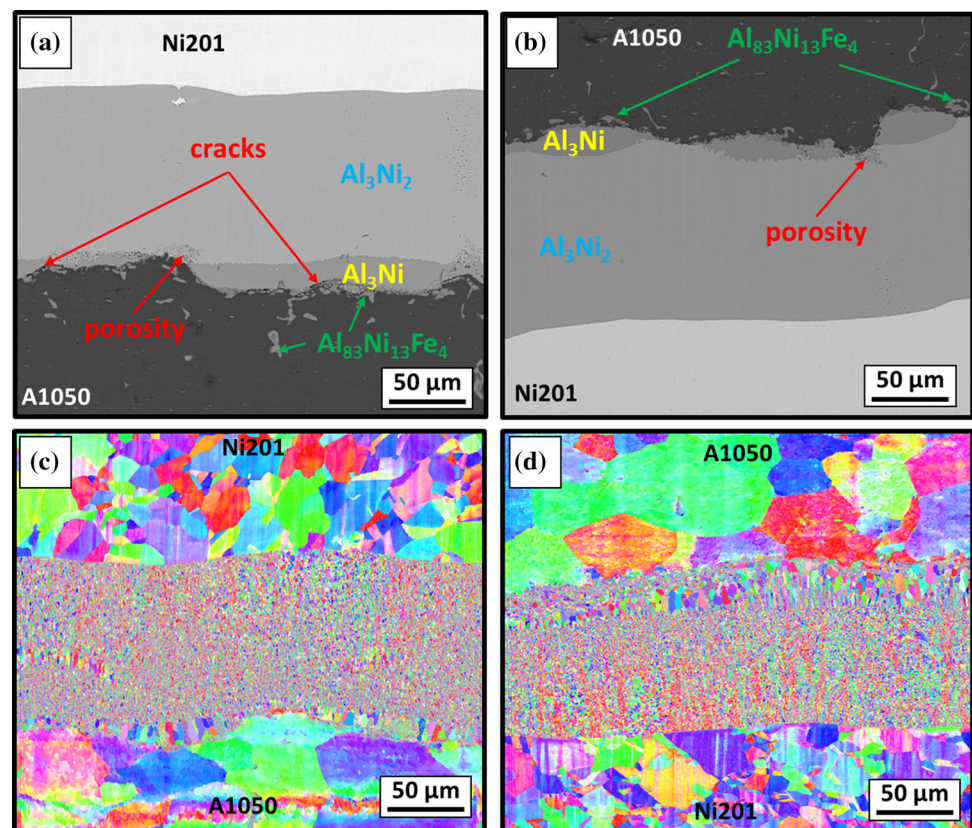 (a)
Ni201
cracks
Al₃Ni₂
Al₃Ni
porosity
Al₈₃Ni₁₃Fe₄
A1050
50 µm
(b)
A1050
Al₈₃Ni₁₃Fe₄
Al₃Ni
porosity
Al₃Ni₂
Ni201
50 µm
(c)
Ni201
A1050
50 µm
(d)
A1050
Ni201
50 µm